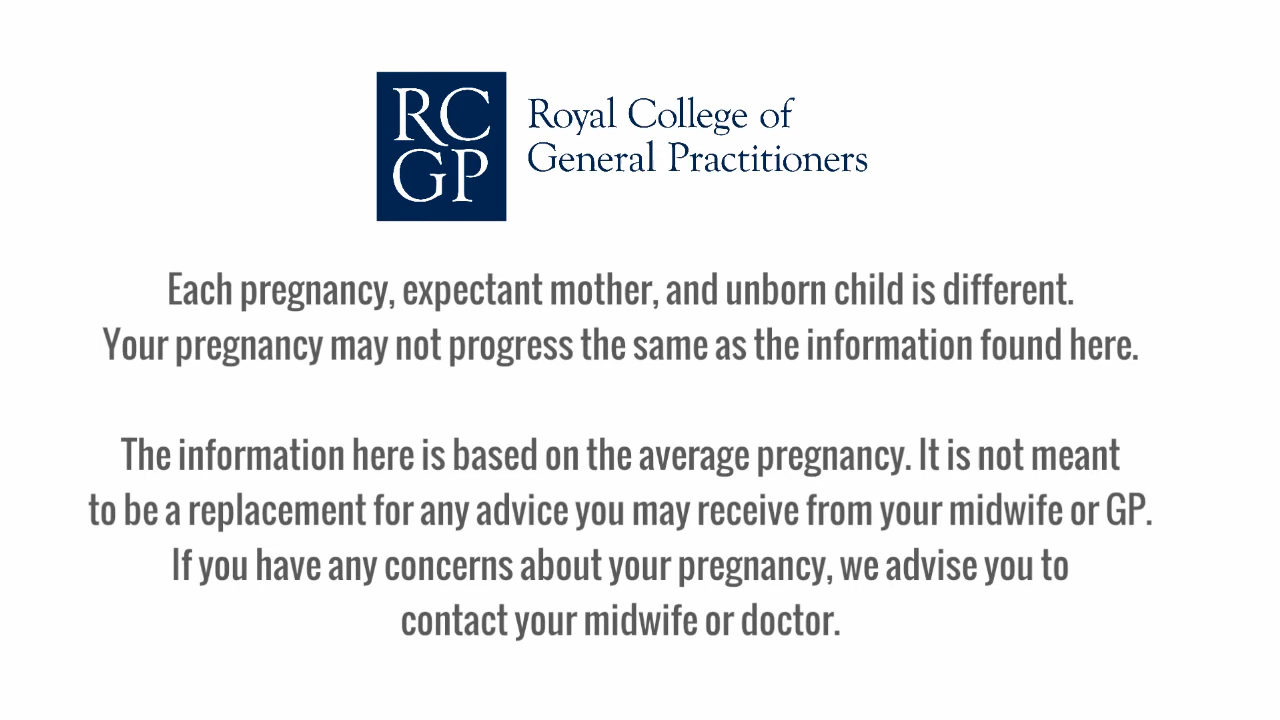 RC
GP
Royal College of
General Practitioners
Each pregnancy, expectant mother, and unborn child is different.
Your pregnancy may not progress the same as the information found here.
The information here is based on the average pregnancy. It is not meant
to be a replacement for any advice you may receive from your midwife or GP.
If you have any concerns about your pregnancy, we advise you to
contact your midwife or doctor.